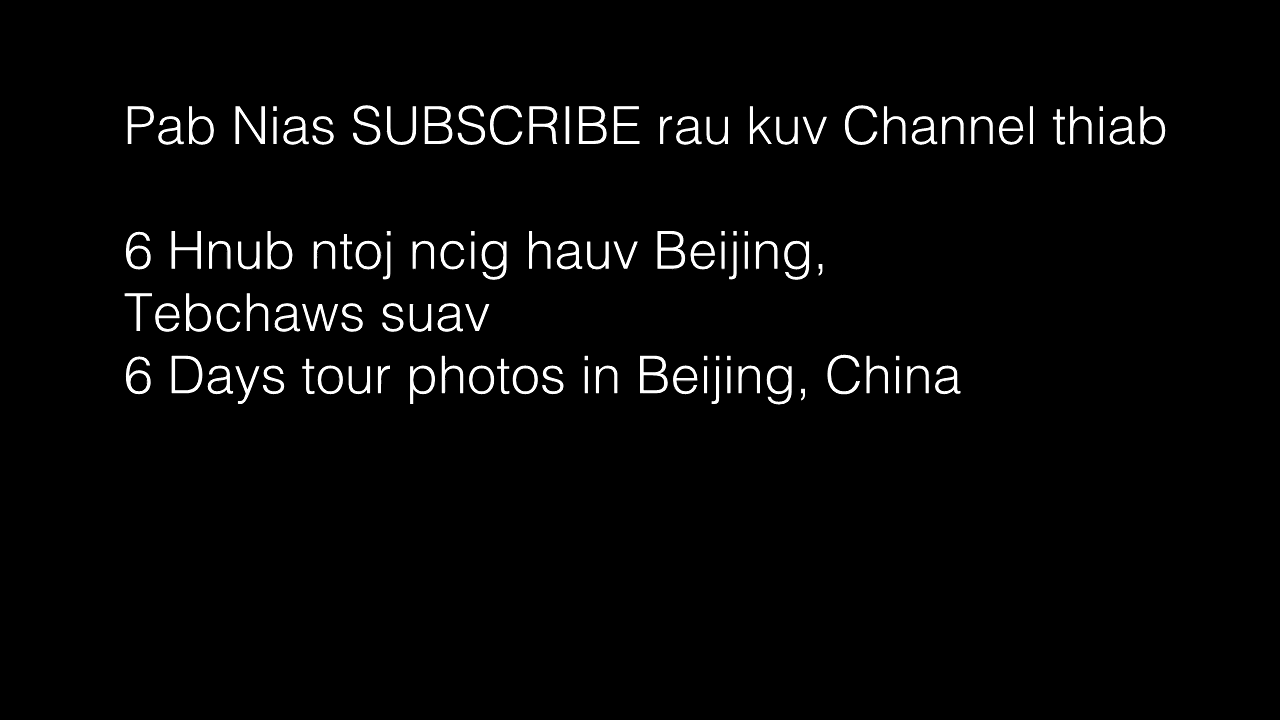 Pab Nias SUBSCRIBE rau kuv Channel thiab
6 Hnub ntoj ncig hauv Beijing,
Tebchaws suav
6 Days tour photos in Beijing, China